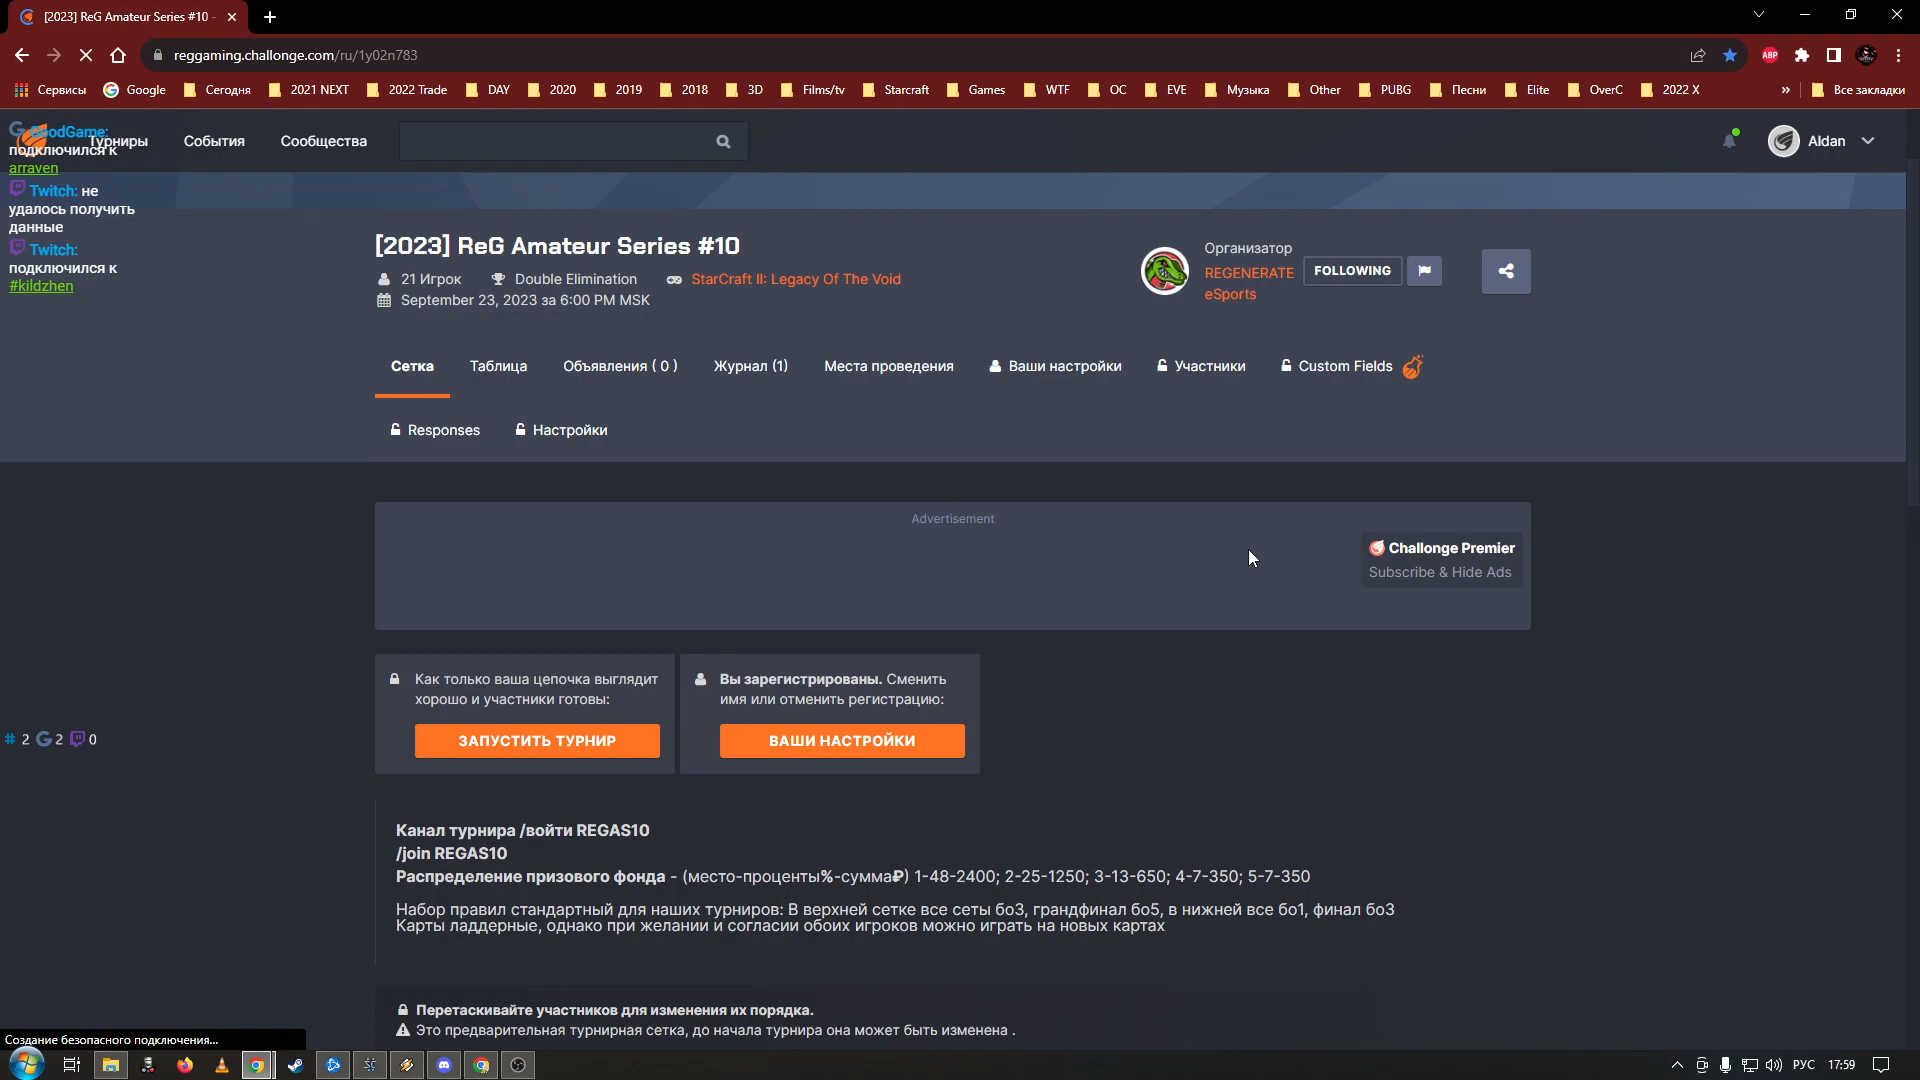 [2023] ReG Amateur Series #10 -
reggaming.challonge.com/ru/1y02n783
ABP
Сервисы Google Сегодня 2021 NEXT 2022 Trade DAY 2020 2019 2018 3D Films/tv Starcraft Games WTF OC EVE Музыка Other PUBG Песни Elite OverC 2022 X » Все закладки
GoodGame:
подключился к
arraven
Twitch: не
удалось получить
данные
Twitch:
подключился к
#kildzhen
Турниры События Сообщества
Aldan
[2023] ReG Amateur Series #10
21 Игрок Double Elimination StarCraft II: Legacy Of The Void
September 23, 2023 за 6:00 PM MSK
Организатор
REGENERATE
eSports
FOLLOWING
Сетка Таблица Объявления ( 0 ) Журнал (1) Места проведения Ваши настройки Участники Custom Fields
Responses Настройки
Advertisement
Challonge Premier
Subscribe & Hide Ads
Как только ваша цепочка выглядит
хорошо и участники готовы:
ЗАПУСТИТЬ ТУРНИР
Вы зарегистрированы. Сменить
имя или отменить регистрацию:
ВАШИ НАСТРОЙКИ
# 2 2 0
Канал турнира /войти REGAS10
/join REGAS10
Распределение призового фонда - (место-проценты%-сумма₽) 1-48-2400; 2-25-1250; 3-13-650; 4-7-350; 5-7-350
Набор правил стандартный для наших турниров: В верхней сетке все сеты бо3, грандфинал бо5, в нижней все бо1, финал бо3
Карты ладдерные, однако при желании и согласии обоих игроков можно играть на новых картах
Перетаскивайте участников для изменения их порядка.
Это предварительная турнирная сетка, до начала турнира она может быть изменена .
Создание безопасного подключения...
РУС 17:59